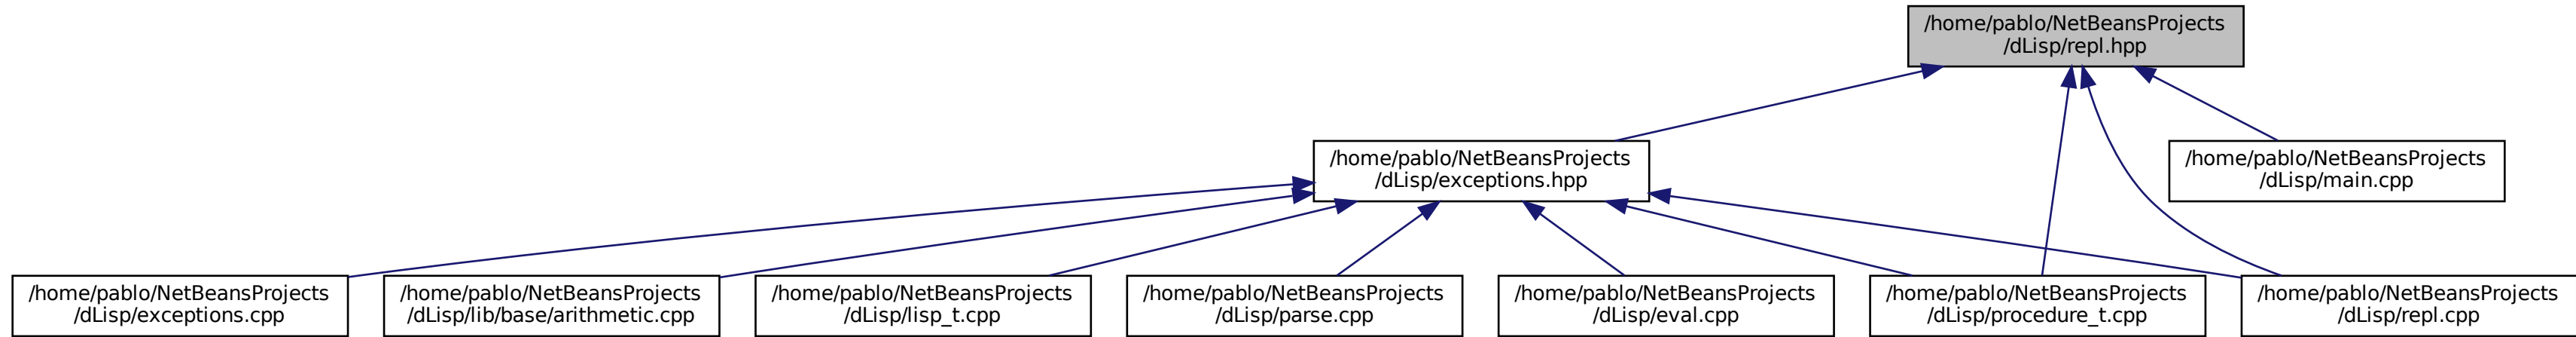 /home/pablo/NetBeansProjects
/dLisp/repl.hpp
/home/pablo/NetBeansProjects
/dLisp/exceptions.hpp
/home/pablo/NetBeansProjects
/dLisp/main.cpp
/home/pablo/NetBeansProjects
/dLisp/exceptions.cpp
/home/pablo/NetBeansProjects
/dLisp/lib/base/arithmetic.cpp
/home/pablo/NetBeansProjects
/dLisp/lisp_t.cpp
/home/pablo/NetBeansProjects
/dLisp/parse.cpp
/home/pablo/NetBeansProjects
/dLisp/eval.cpp
/home/pablo/NetBeansProjects
/dLisp/procedure_t.cpp
/home/pablo/NetBeansProjects
/dLisp/repl.cpp